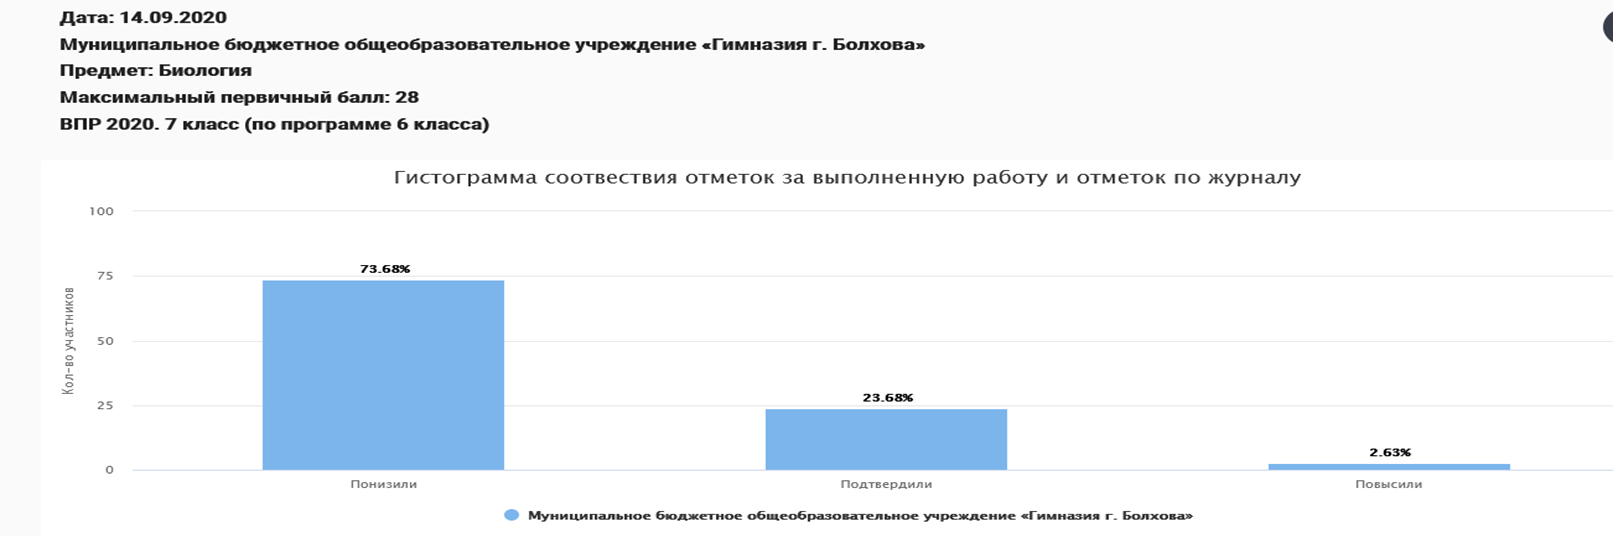 Дата: 14.09.2020
Муниципальное бюджетное общеобразовательное учреждение «Гимназия г. Болхова»
Предмет: Биология
Максимальный первичный балл: 28
ВПР 2020. 7 класс (по программе 6 класса)
Гистограмма соотвествия отметок за выполненную работу и отметок по журналу
100
75
50
25
0
Кол-во участников
73.68%
23.68%
2.63%
Понизили
Подтвердили
Повысили
Муниципальное бюджетное общеобразовательное учреждение «Гимназия г. Болхова»